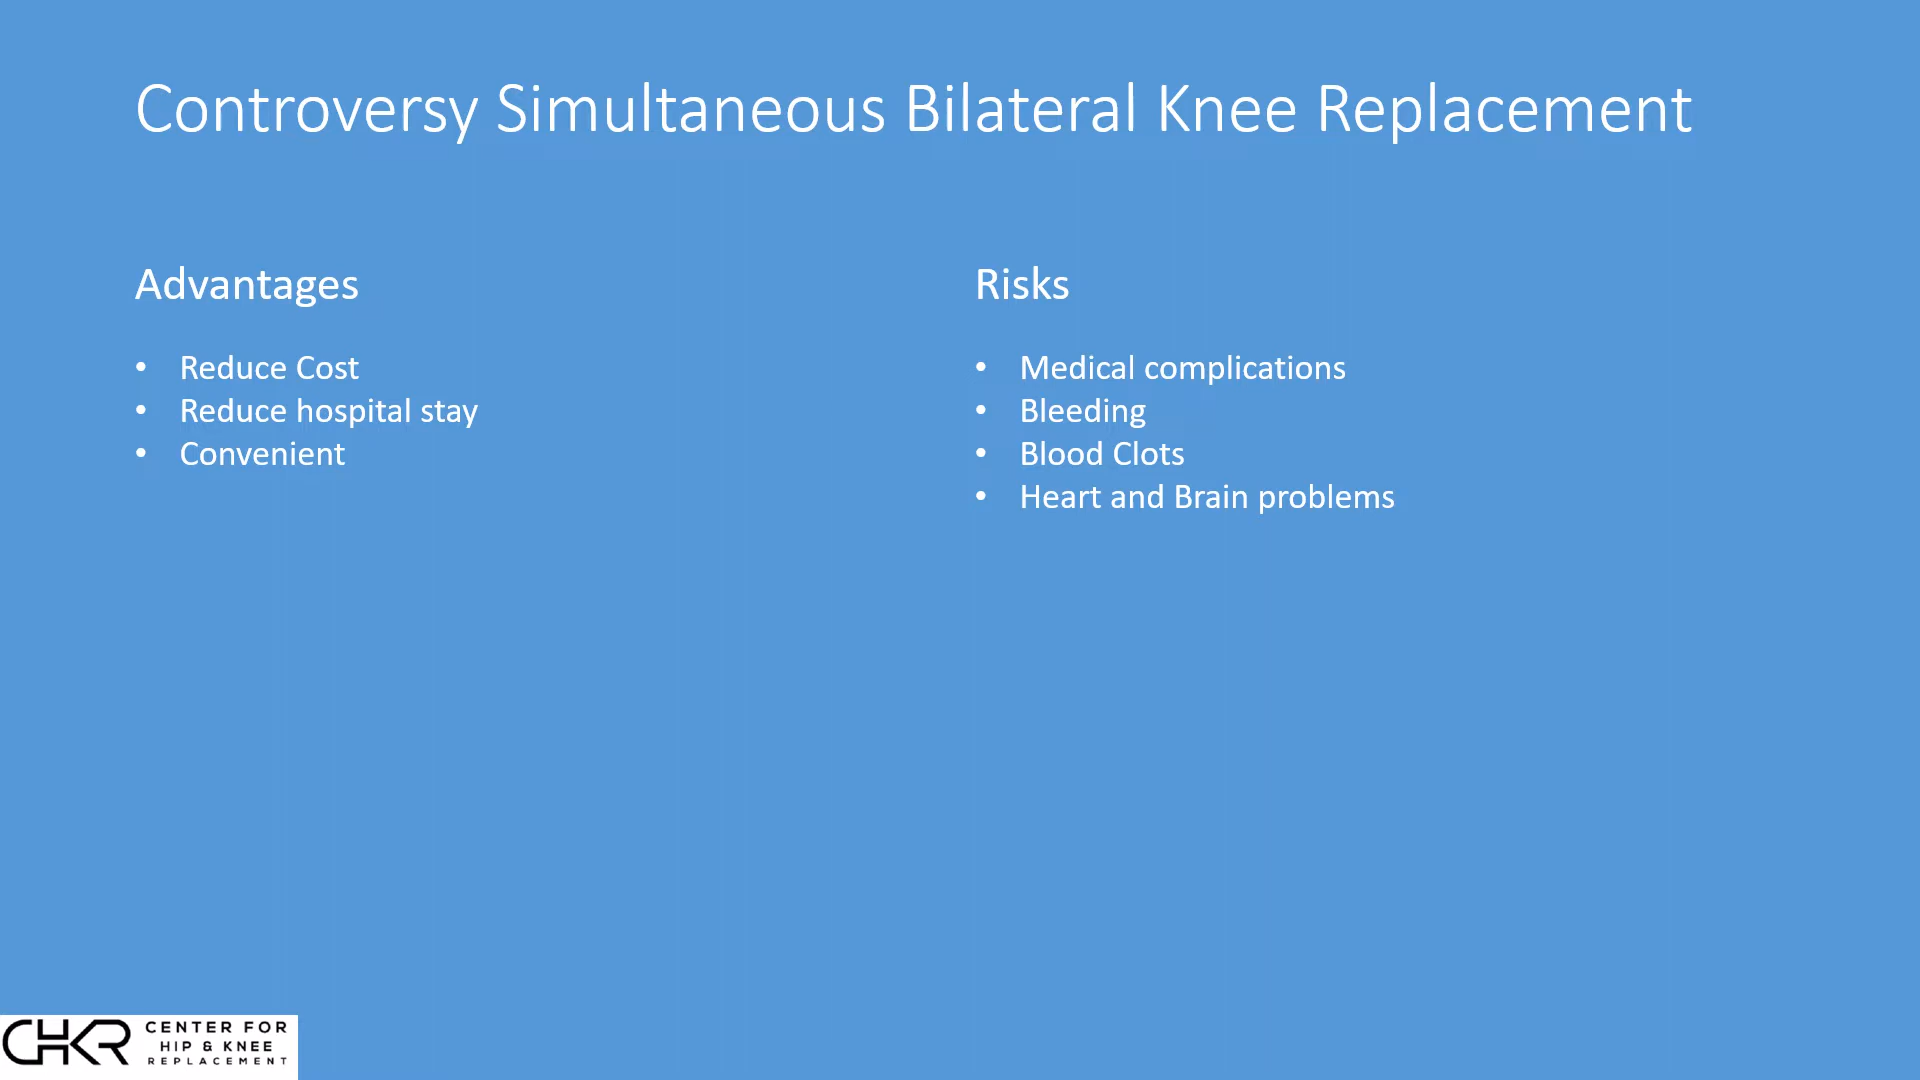 Controversy Simultaneous Bilateral Knee Replacement
Advantages
• Reduce Cost
• Reduce hospital stay
• Convenient
Risks
• Medical complications
• Bleeding
• Blood Clots
• Heart and Brain problems
CHKR
CENTER FOR
HIP & KNEE
REPLACEMENT